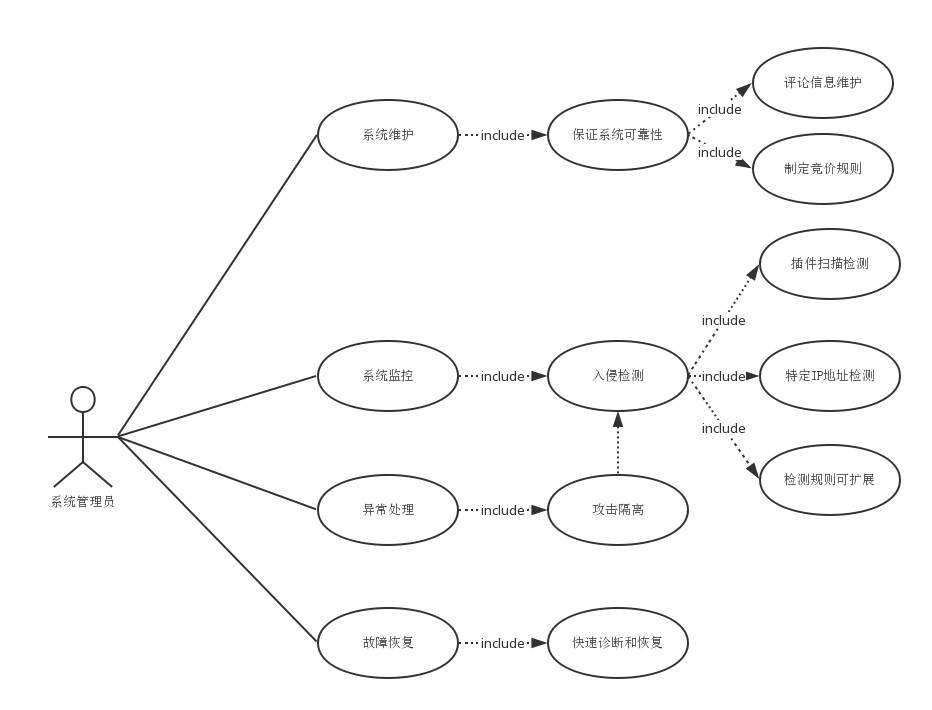 评论信息维护
include
系统维护
include
保证系统可靠性
include
制定竞价规则
插件扫描检测
include
系统监控
include
入侵检测
include
特定IP地址检测
include
检测规则可扩展
系统管理员
异常处理
include
攻击隔离
故障恢复
include
快速诊断和恢复